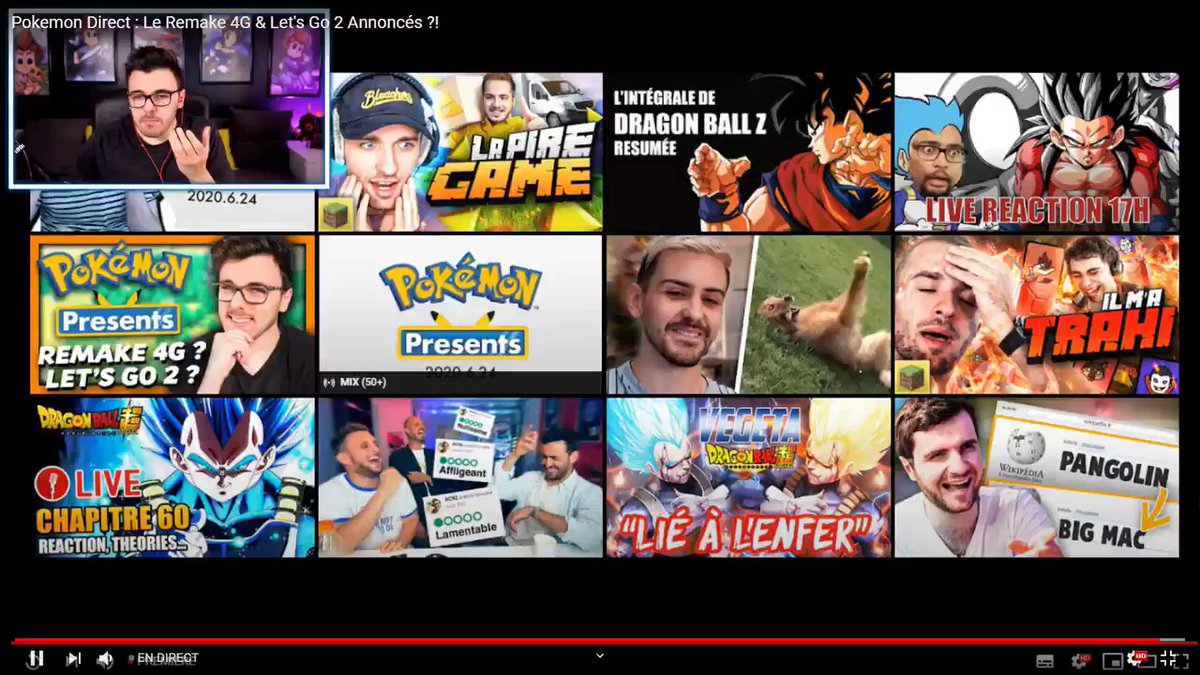 Pokemon Direct : Le Remake 4G & Let's Go 2 Annoncés ?!
2020.6.24
Bleachers
LA PIRE
GAME
L'INTÉGRALE DE
DRAGON BALL Z
RESUMÉE
LIVE REACTION 17H
POKÉMON
Presents
REMAKE 4G ?
LET'S GO 2 ?
POKÉMON
Presents
2020.6.24
MIX (50+)
IL M'A
TRAHI
DRAGON BALL
LIVE
CHAPITRE 60
REACTION, THEORIES...
Affligeant
Lamentable
VEGETA
DRAGON BALL
"LIÉ À L'ENFER"
WIKIPÉDIA
PANGOLIN
BIG MAC
EN DIRECT
PREMIÈRE
HD
HD